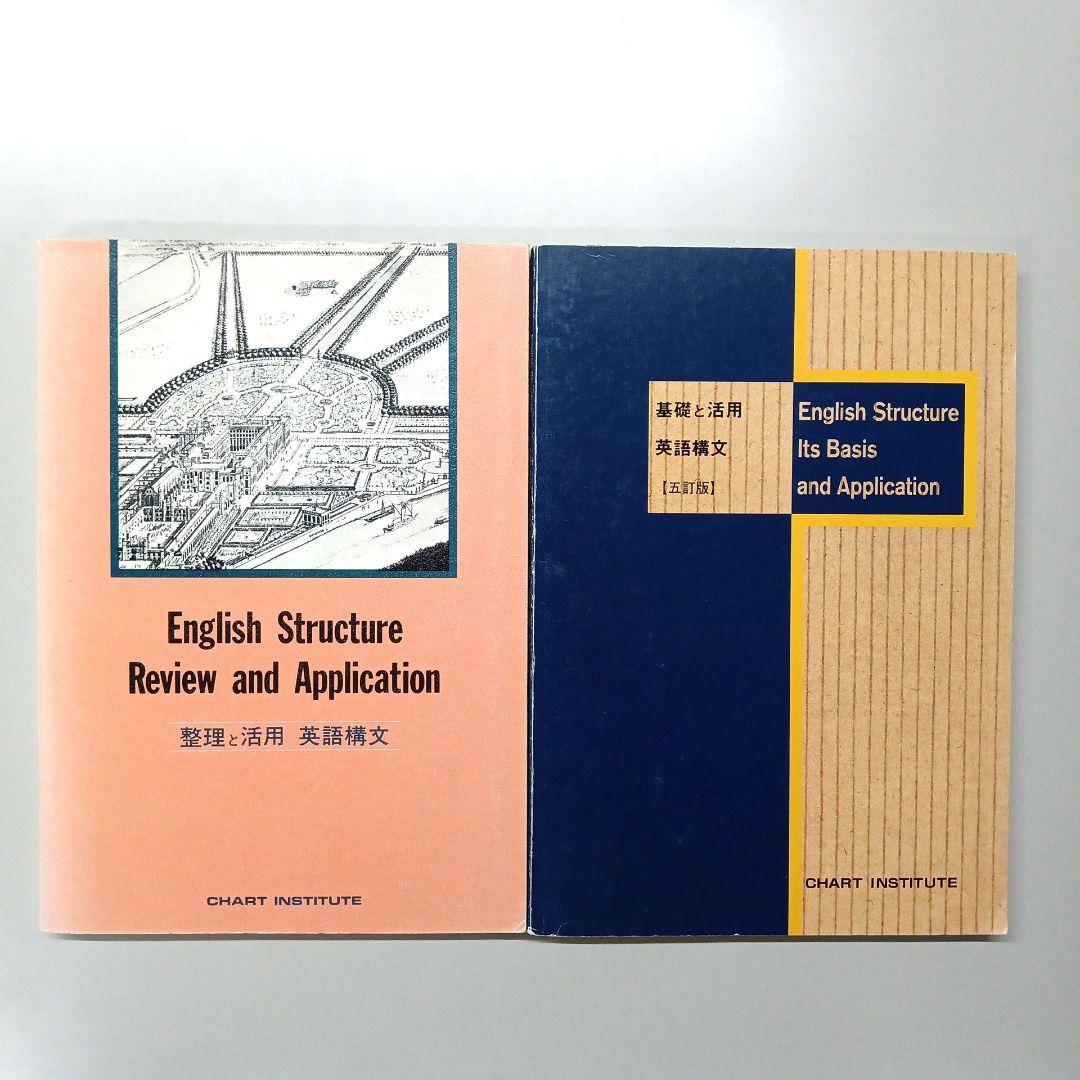 English Structure
Review and Application
整理と活用 英語構文
CHART INSTITUTE
基礎と活用
英語構文
【五訂版】
English Structure
Its Basis
and Application
CHART INSTITUTE